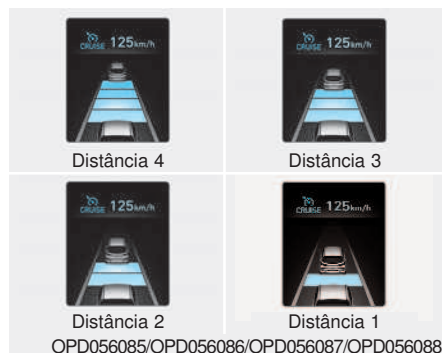 CRUISE 125km/h
CRUISE 125km/h
Distância 4
Distância 3
CRUISE 125km/h
CRUISE 125km/h
Distância 2
Distância 1
OPD056085/OPD056086/OPD056087/OPD056088